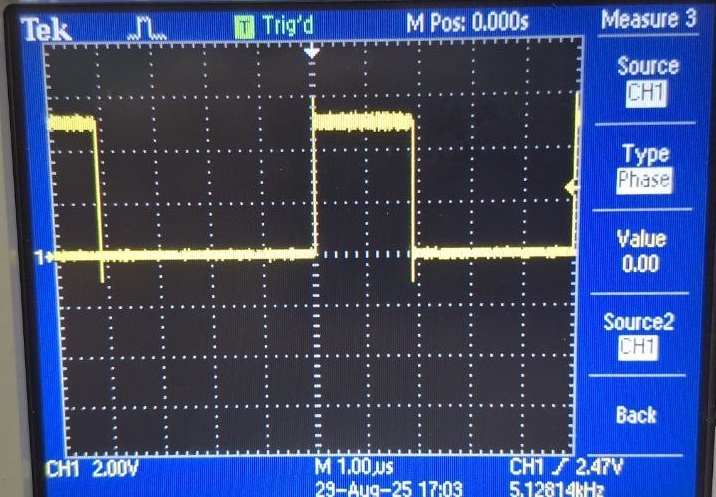 Tek T Trig'd M Pos: 0.000s Measure 3
Source
CH1
Type
Phase
1
Value
0.00
Source2
CH1
Back
CH1 2.00V M 1.00µs CH1 2.47V
29-Aug-25 17:03 5.12814kHz